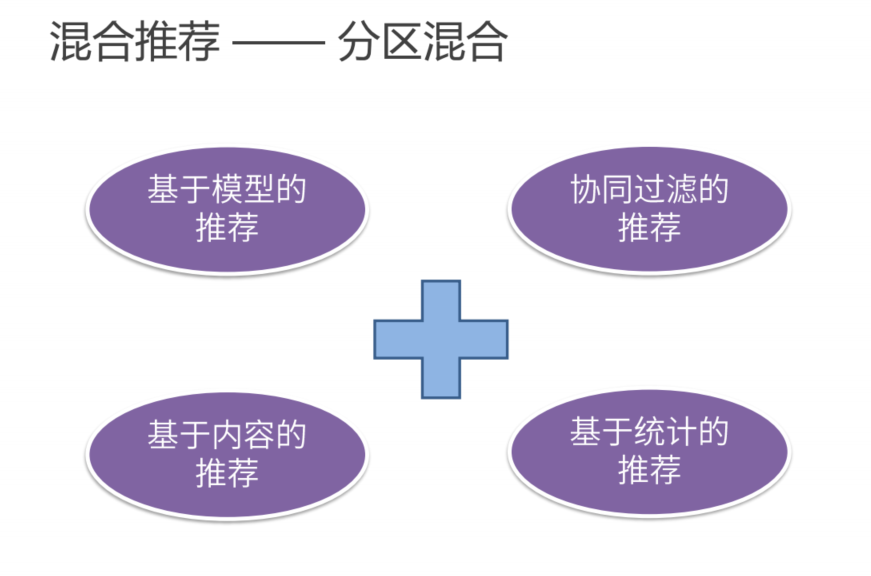 混合推荐 —— 分区混合
基于模型的
推荐
协同过滤的
推荐
基于内容的
推荐
基于统计的
推荐